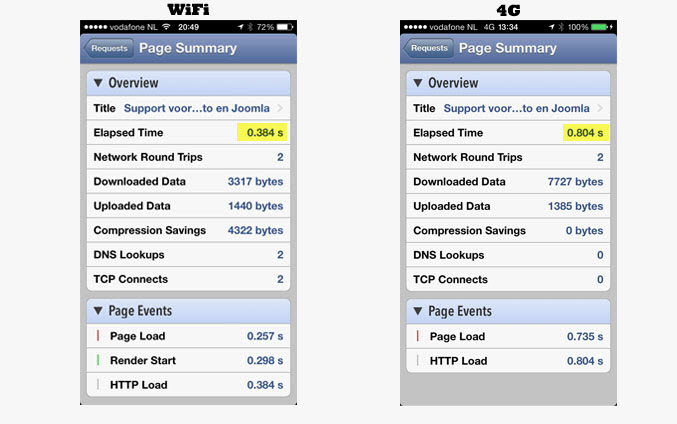 WiFi
vodafone NL 20:49 72%
Requests Page Summary
Overview
Title Support voor...to en Joomla
Elapsed Time 0.384 s
Network Round Trips 2
Downloaded Data 3317 bytes
Uploaded Data 1440 bytes
Compression Savings 4322 bytes
DNS Lookups 2
TCP Connects 2
Page Events
Page Load 0.257 s
Render Start 0.298 s
HTTP Load 0.384 s
4G
vodafone NL 4G 13:34 100%
Requests Page Summary
Overview
Title Support voor...to en Joomla
Elapsed Time 0.804 s
Network Round Trips 2
Downloaded Data 7727 bytes
Uploaded Data 1385 bytes
Compression Savings 0 bytes
DNS Lookups 0
TCP Connects 0
Page Events
Page Load 0.735 s
HTTP Load 0.804 s